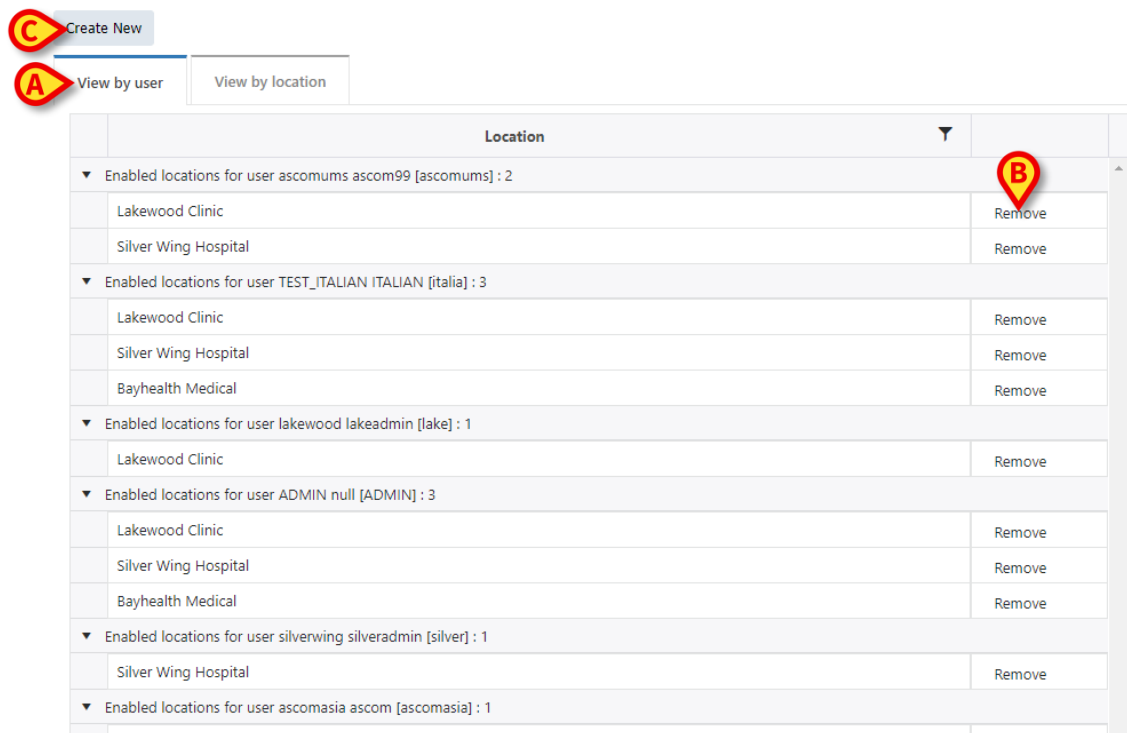 C Create New
A View by user View by location
Location
B
Enabled locations for user ascomums ascom99 [ascomums] : 2
Lakewood Clinic Remove
Silver Wing Hospital Remove
Enabled locations for user TEST_ITALIAN ITALIAN [italia] : 3
Lakewood Clinic Remove
Silver Wing Hospital Remove
Bayhealth Medical Remove
Enabled locations for user lakewood lakeadmin [lake] : 1
Lakewood Clinic Remove
Enabled locations for user ADMIN null [ADMIN] : 3
Lakewood Clinic Remove
Silver Wing Hospital Remove
Bayhealth Medical Remove
Enabled locations for user silverwing silveradmin [silver] : 1
Silver Wing Hospital Remove
Enabled locations for user ascomasia ascom [ascomasia] : 1